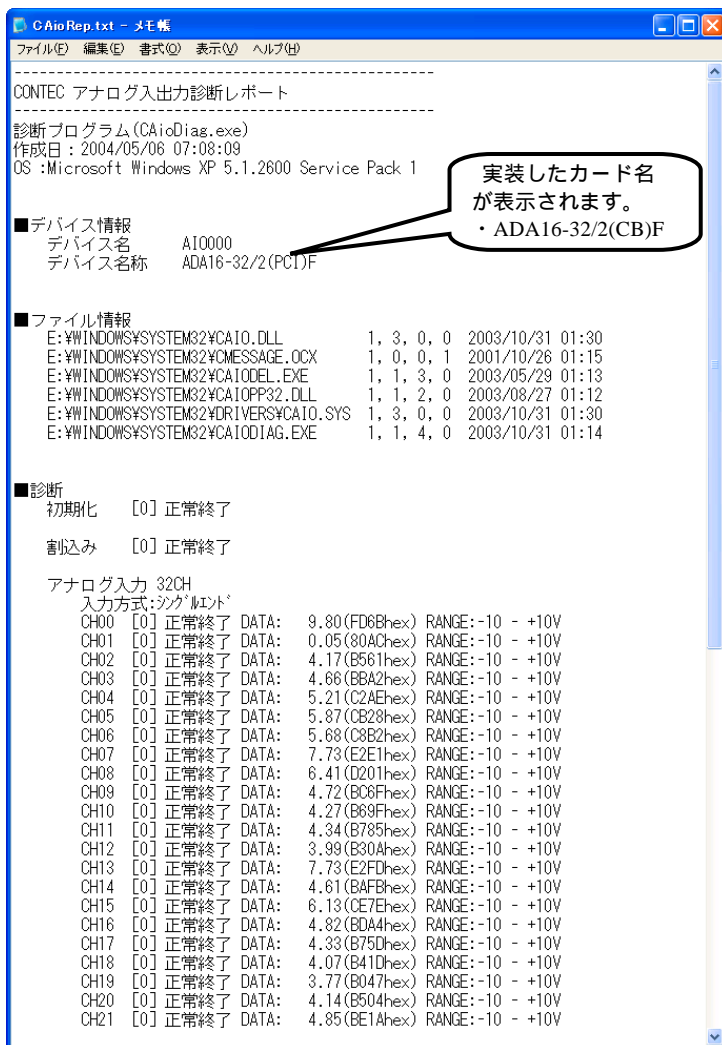 CAioRep.txt - メモ帳
ファイル(F) 編集(E) 書式(O) 表示(V) ヘルプ(H)
------------------------------------------------------
CONTEC アナログ入出力診断レポート
------------------------------------------------------
診断プログラム(CAioDiag.exe)
作成日：2004/05/06 07:08:09
OS :Microsoft Windows XP 5.1.2600 Service Pack 1
実装したカード名
が表示されます。
・ADA16-32/2(CB)F
■デバイス情報
デバイス名 AIO000
デバイス名称 ADA16-32/2(PCI)F
■ファイル情報
E:¥WINDOWS¥SYSTEM32¥CAIO.DLL 1, 3, 0, 0 2003/10/31 01:30
E:¥WINDOWS¥SYSTEM32¥CMESSAGE.OCX 1, 0, 0, 1 2001/10/26 01:15
E:¥WINDOWS¥SYSTEM32¥CAIODEL.EXE 1, 1, 3, 0 2003/05/29 01:13
E:¥WINDOWS¥SYSTEM32¥CAIOPP32.DLL 1, 1, 2, 0 2003/08/27 01:12
E:¥WINDOWS¥SYSTEM32¥DRIVERS¥CAIO.SYS 1, 3, 0, 0 2003/10/31 01:30
E:¥WINDOWS¥SYSTEM32¥CAIODIAG.EXE 1, 1, 4, 0 2003/10/31 01:14
■診断
初期化 [0] 正常終了
割込み [0] 正常終了
アナログ入力 32CH
入力方式:ｼﾝｸﾞﾙｴﾝﾄﾞ
CH00 [0] 正常終了 DATA: 9.80(FD6Bhex) RANGE:-10 - +10V
CH01 [0] 正常終了 DATA: 0.05(80AChex) RANGE:-10 - +10V
CH02 [0] 正常終了 DATA: 4.17(B561hex) RANGE:-10 - +10V
CH03 [0] 正常終了 DATA: 4.66(BBA2hex) RANGE:-10 - +10V
CH04 [0] 正常終了 DATA: 5.21(C2AEhex) RANGE:-10 - +10V
CH05 [0] 正常終了 DATA: 5.87(CB28hex) RANGE:-10 - +10V
CH06 [0] 正常終了 DATA: 5.68(C8B2hex) RANGE:-10 - +10V
CH07 [0] 正常終了 DATA: 7.73(E2E1hex) RANGE:-10 - +10V
CH08 [0] 正常終了 DATA: 6.41(D201hex) RANGE:-10 - +10V
CH09 [0] 正常終了 DATA: 4.72(BC6Fhex) RANGE:-10 - +10V
CH10 [0] 正常終了 DATA: 4.27(B69Fhex) RANGE:-10 - +10V
CH11 [0] 正常終了 DATA: 4.34(B785hex) RANGE:-10 - +10V
CH12 [0] 正常終了 DATA: 3.99(B30Ahex) RANGE:-10 - +10V
CH13 [0] 正常終了 DATA: 7.73(E2FDhex) RANGE:-10 - +10V
CH14 [0] 正常終了 DATA: 4.61(BAFBhex) RANGE:-10 - +10V
CH15 [0] 正常終了 DATA: 6.13(CE7Ehex) RANGE:-10 - +10V
CH16 [0] 正常終了 DATA: 4.82(BDA4hex) RANGE:-10 - +10V
CH17 [0] 正常終了 DATA: 4.33(B75Dhex) RANGE:-10 - +10V
CH18 [0] 正常終了 DATA: 4.07(B41Dhex) RANGE:-10 - +10V
CH19 [0] 正常終了 DATA: 3.77(B047hex) RANGE:-10 - +10V
CH20 [0] 正常終了 DATA: 4.14(B504hex) RANGE:-10 - +10V
CH21 [0] 正常終了 DATA: 4.85(BE1Ahex) RANGE:-10 - +10V